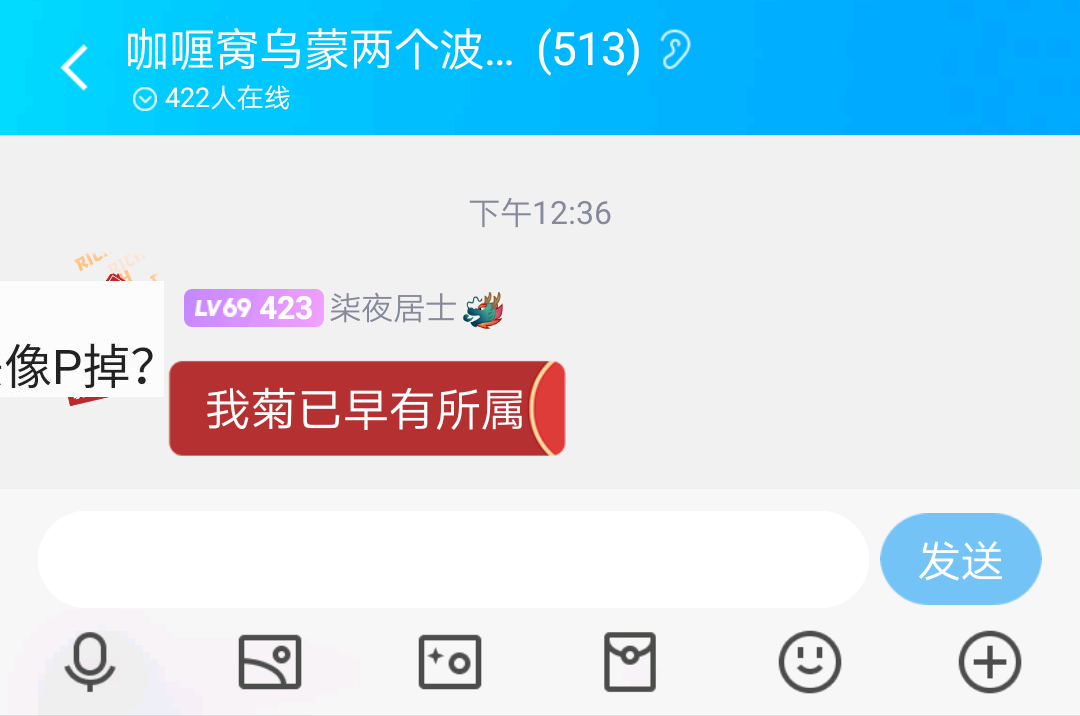 咖喱窝乌蒙两个波... (513)
422人在线
下午12:36
RICH
LV69 423 柒夜居士
像P掉？
我菊已早有所属
发送